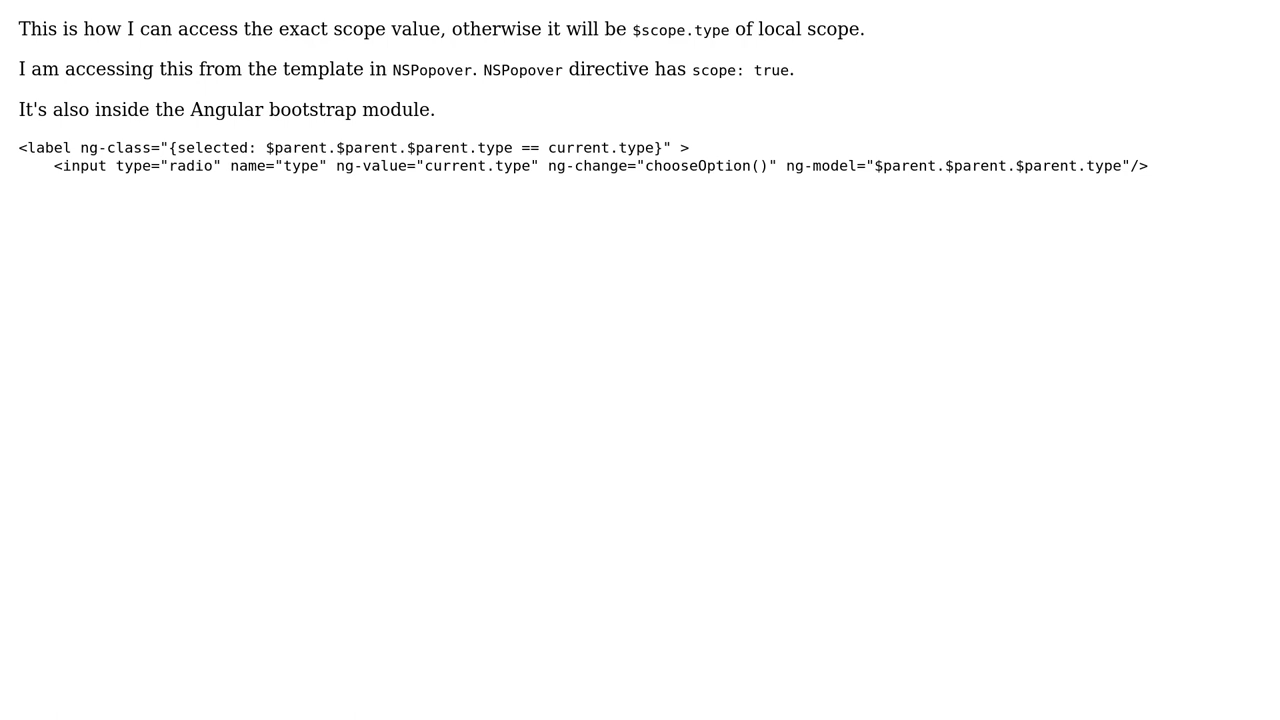 This is how I can access the exact scope value, otherwise it will be $scope.type of local scope.
I am accessing this from the template in NSPopover. NSPopover directive has scope: true.
It's also inside the Angular bootstrap module.
<label ng-class="{selected: $parent.$parent.$parent.type == current.type}" >
    <input type="radio" name="type" ng-value="current.type" ng-change="chooseOption()" ng-model="$parent.$parent.$parent.type"/>